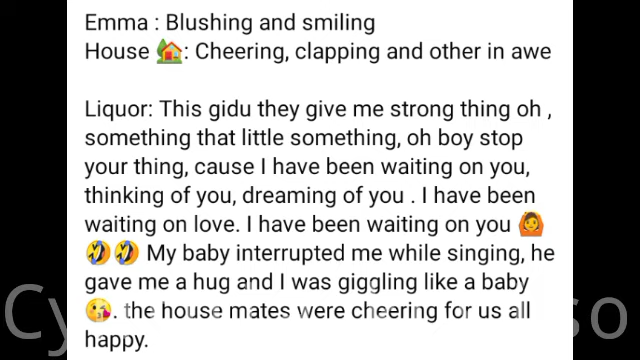 Emma : Blushing and smiling
House 🏡: Cheering, clapping and other in awe
Liquor: This gidu they give me strong thing oh ,
something that little something, oh boy stop
your thing, cause I have been waiting on you,
thinking of you, dreaming of you . I have been
waiting on love. I have been waiting on you 🙆
🤣🤣 My baby interrupted me while singing, he
gave me a hug and I was giggling like a baby
😘. the house mates were cheering for us all
happy.